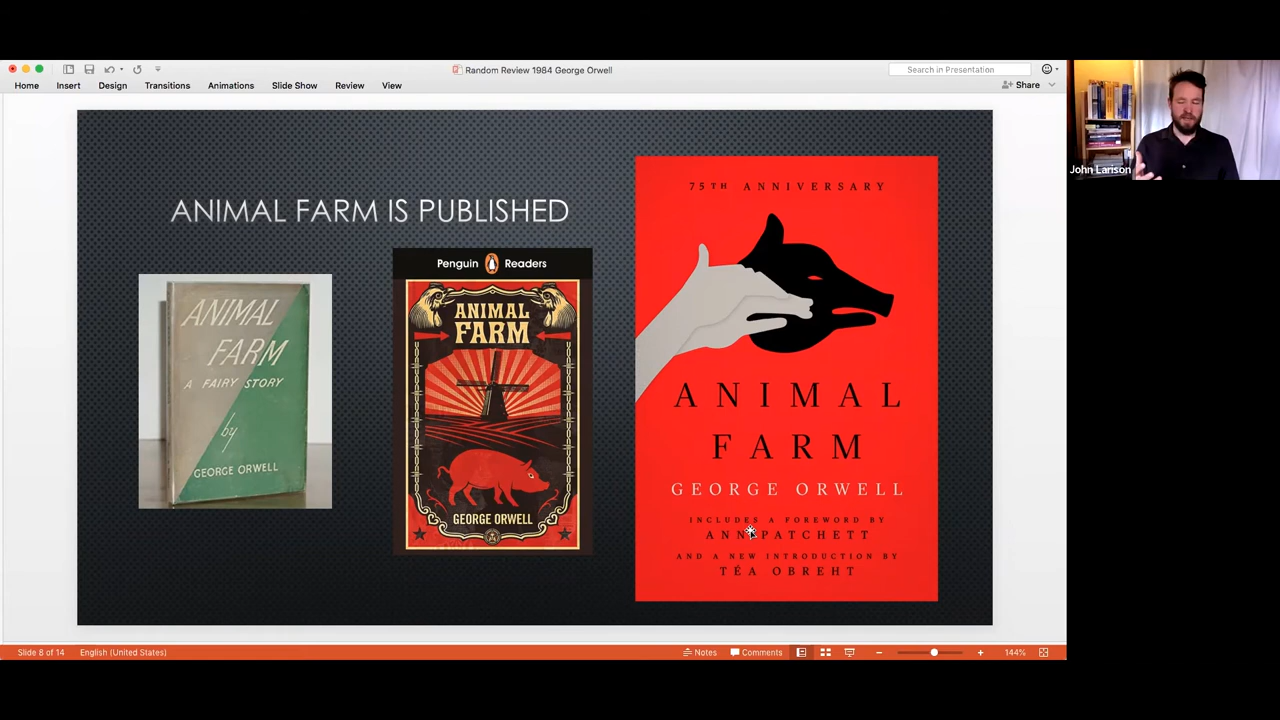 Random Review 1984 George Orwell
Search in Presentation
Home Insert Design Transitions Animations Slide Show Review View
Share
John Larison
ANIMAL FARM IS PUBLISHED
ANIMAL
FARM
A FAIRY STORY
by
GEORGE ORWELL
Penguin Readers
ANIMAL
FARM
GEORGE ORWELL
75TH ANNIVERSARY
ANIMAL
FARM
GEORGE ORWELL
INCLUDES A FOREWORD BY
ANN PATCHETT
AND A NEW INTRODUCTION BY
TÉA OBREHT
Slide 8 of 14 English (United States) Notes Comments 144%